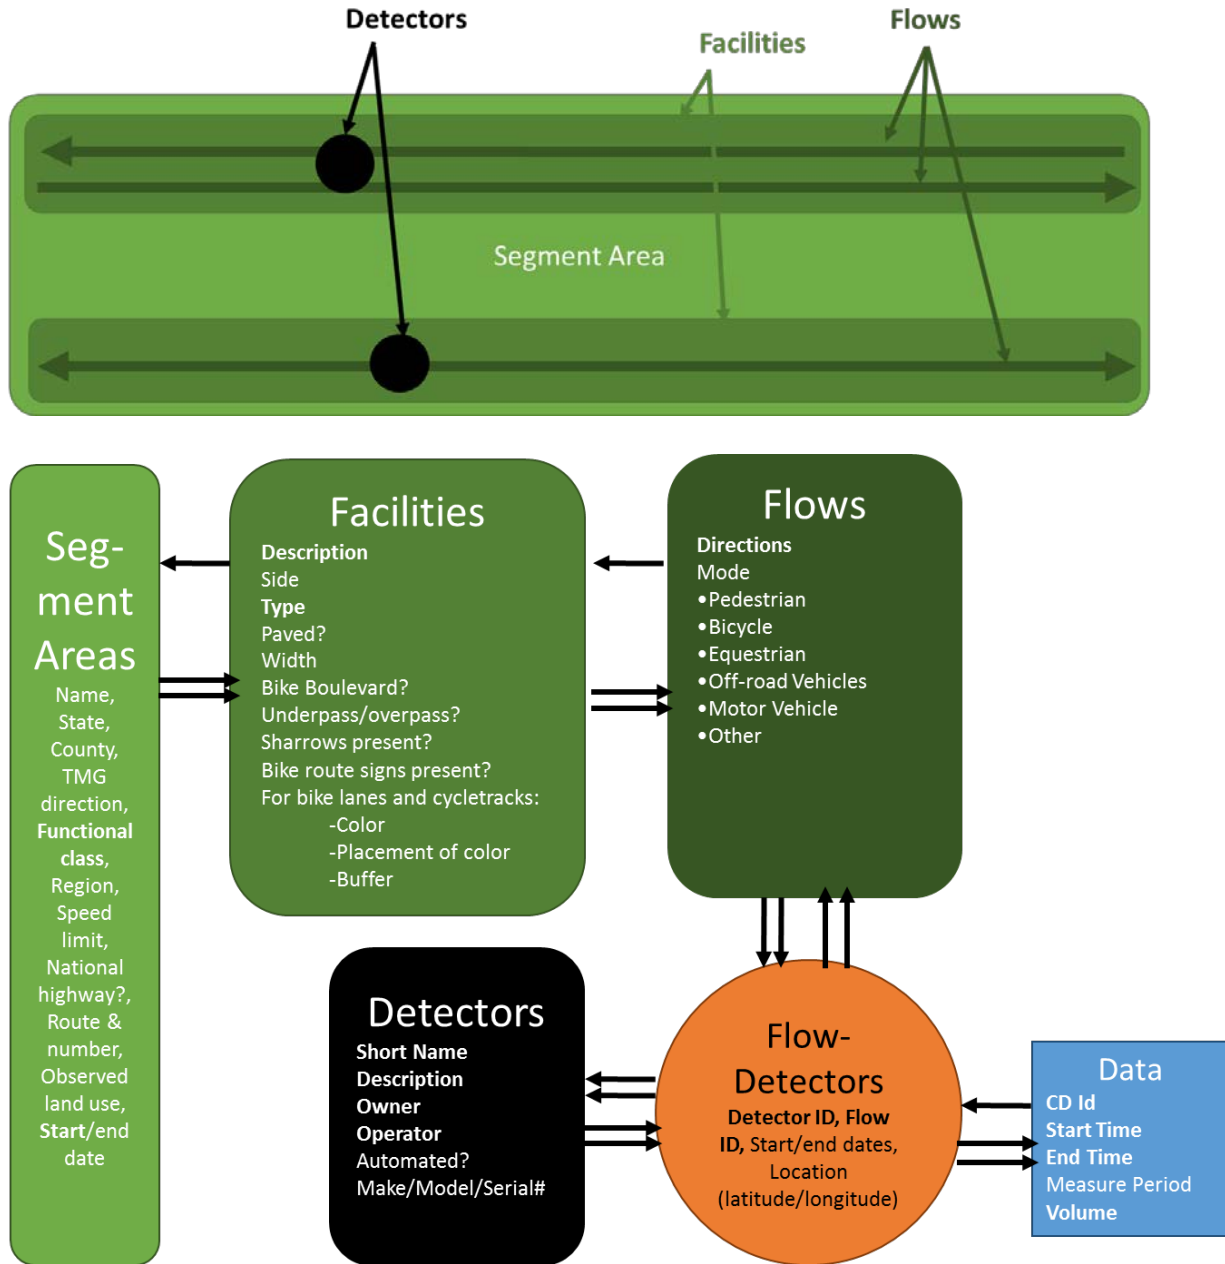 Detectors
Facilities
Flows
Segment Area
Seg-
ment
Areas
Name,
State,
County,
TMG
direction,
Functional
class,
Region,
Speed
limit,
National
highway?,
Route &
number,
Observed
land use,
Start/end
date
Facilities
Description
Side
Type
Paved?
Width
Bike Boulevard?
Underpass/overpass?
Sharrows present?
Bike route signs present?
For bike lanes and cycletracks:
-Color
-Placement of color
-Buffer
Flows
Directions
Mode
•Pedestrian
•Bicycle
•Equestrian
•Off-road Vehicles
•Motor Vehicle
•Other
Detectors
Short Name
Description
Owner
Operator
Automated?
Make/Model/Serial#
Flow-
Detectors
Detector ID, Flow
ID, Start/end dates,
Location
(latitude/longitude)
Data
CD Id
Start Time
End Time
Measure Period
Volume